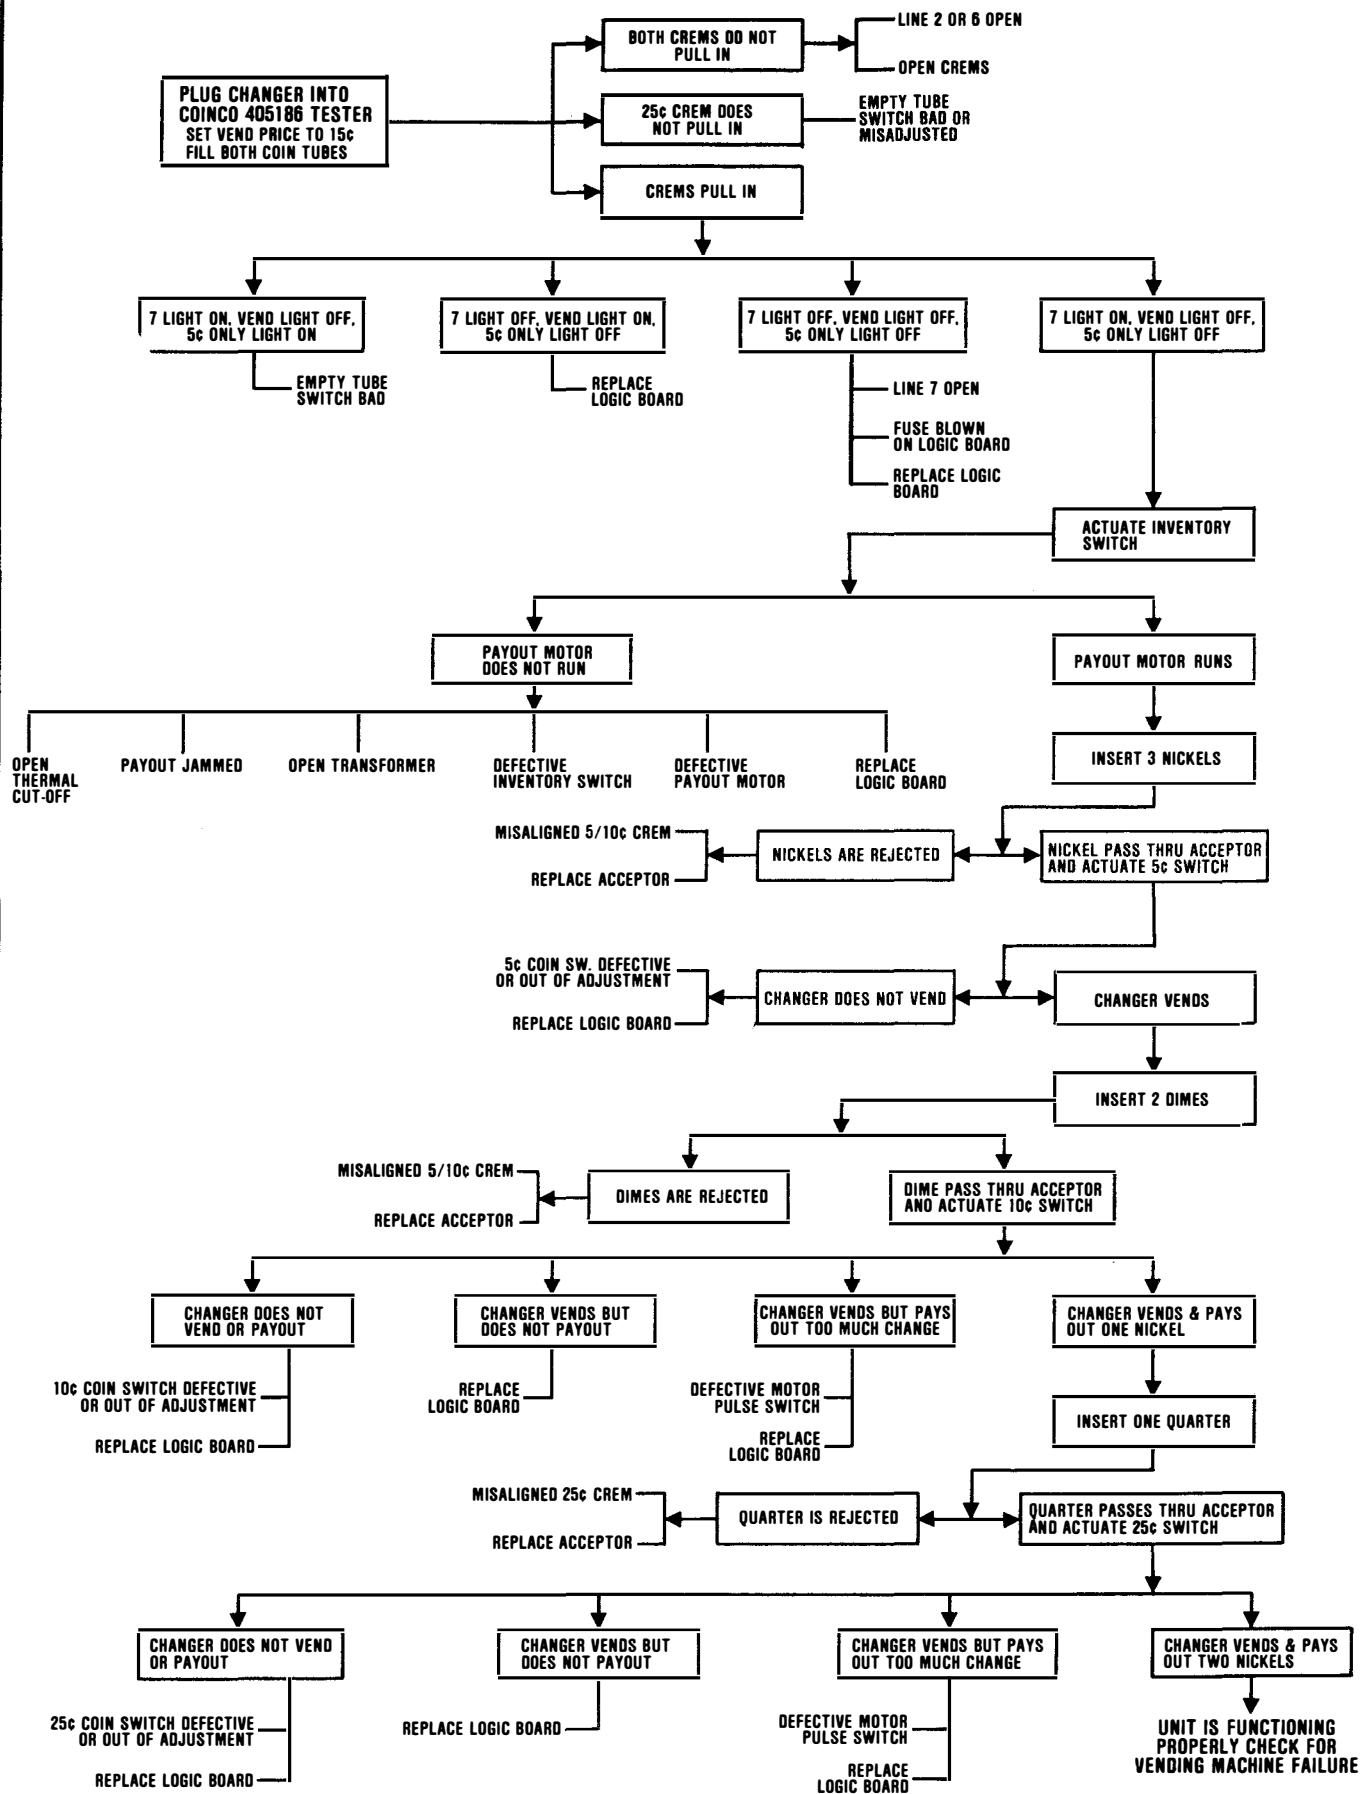 BOTH CREMS DO NOT
PULL IN
LINE 2 OR 6 OPEN
OPEN CREMS
PLUG CHANGER INTO
COINCO 405186 TESTER
SET VEND PRICE TO 15¢
FILL BOTH COIN TUBES
25¢ CREM DOES
NOT PULL IN
EMPTY TUBE
SWITCH BAD OR
MISADJUSTED
CREMS PULL IN
7 LIGHT ON, VEND LIGHT OFF,
5¢ ONLY LIGHT ON
7 LIGHT OFF, VEND LIGHT ON,
5¢ ONLY LIGHT OFF
7 LIGHT OFF, VEND LIGHT OFF,
5¢ ONLY LIGHT OFF
7 LIGHT ON, VEND LIGHT OFF,
5¢ ONLY LIGHT OFF
EMPTY TUBE
SWITCH BAD
REPLACE
LOGIC BOARD
LINE 7 OPEN
FUSE BLOWN
ON LOGIC BOARD
REPLACE LOGIC
BOARD
ACTUATE INVENTORY
SWITCH
PAYOUT MOTOR
DOES NOT RUN
PAYOUT MOTOR RUNS
OPEN
THERMAL
CUT-OFF
PAYOUT JAMMED
OPEN TRANSFORMER
DEFECTIVE
INVENTORY SWITCH
DEFECTIVE
PAYOUT MOTOR
REPLACE
LOGIC BOARD
INSERT 3 NICKELS
MISALIGNED 5/10¢ CREM
REPLACE ACCEPTOR
NICKELS ARE REJECTED
NICKEL PASS THRU ACCEPTOR
AND ACTUATE 5¢ SWITCH
5¢ COIN SW. DEFECTIVE
OR OUT OF ADJUSTMENT
REPLACE LOGIC BOARD
CHANGER DOES NOT VEND
CHANGER VENDS
INSERT 2 DIMES
MISALIGNED 5/10¢ CREM
REPLACE ACCEPTOR
DIMES ARE REJECTED
DIME PASS THRU ACCEPTOR
AND ACTUATE 10¢ SWITCH
CHANGER DOES NOT
VEND OR PAYOUT
CHANGER VENDS BUT
DOES NOT PAYOUT
CHANGER VENDS BUT PAYS
OUT TOO MUCH CHANGE
CHANGER VENDS & PAYS
OUT ONE NICKEL
10¢ COIN SWITCH DEFECTIVE
OR OUT OF ADJUSTMENT
REPLACE LOGIC BOARD
REPLACE
LOGIC BOARD
DEFECTIVE MOTOR
PULSE SWITCH
REPLACE
LOGIC BOARD
INSERT ONE QUARTER
MISALIGNED 25¢ CREM
REPLACE ACCEPTOR
QUARTER IS REJECTED
QUARTER PASSES THRU ACCEPTOR
AND ACTUATE 25¢ SWITCH
CHANGER DOES NOT VEND
OR PAYOUT
CHANGER VENDS BUT
DOES NOT PAYOUT
CHANGER VENDS BUT PAYS
OUT TOO MUCH CHANGE
CHANGER VENDS & PAYS
OUT TWO NICKELS
25¢ COIN SWITCH DEFECTIVE
OR OUT OF ADJUSTMENT
REPLACE LOGIC BOARD
REPLACE LOGIC BOARD
DEFECTIVE MOTOR
PULSE SWITCH
REPLACE
LOGIC BOARD
UNIT IS FUNCTIONING
PROPERLY CHECK FOR
VENDING MACHINE FAILURE